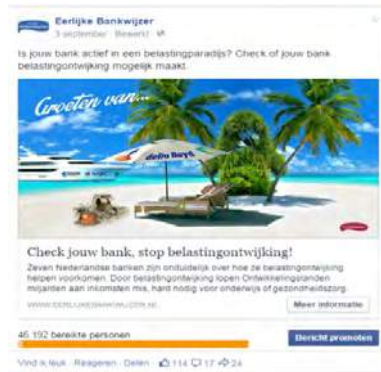 Eerlijke Bankwijzer
3 september · Bewerkt ·
Is jouw bank actief in een belastingparadijs? Check of jouw bank
belastingontwijking mogelijk maakt.
Groeten van...
Check jouw bank, stop belastingontwijking!
Zeven Nederlandse banken zijn onduidelijk over hoe ze belastingontwijking
helpen voorkomen. Door belastingontwijking lopen Ontwikkelingslanden
miljarden aan inkomsten mis, hard nodig voor onderwijs of gezondheidszorg.
WWW.EERLIJKEBANKWIJZER.NL
Meer informatie
46 192 bereikte personen
Bericht promoten
Vind ik leuk · Reageren · Delen · 114 17 24